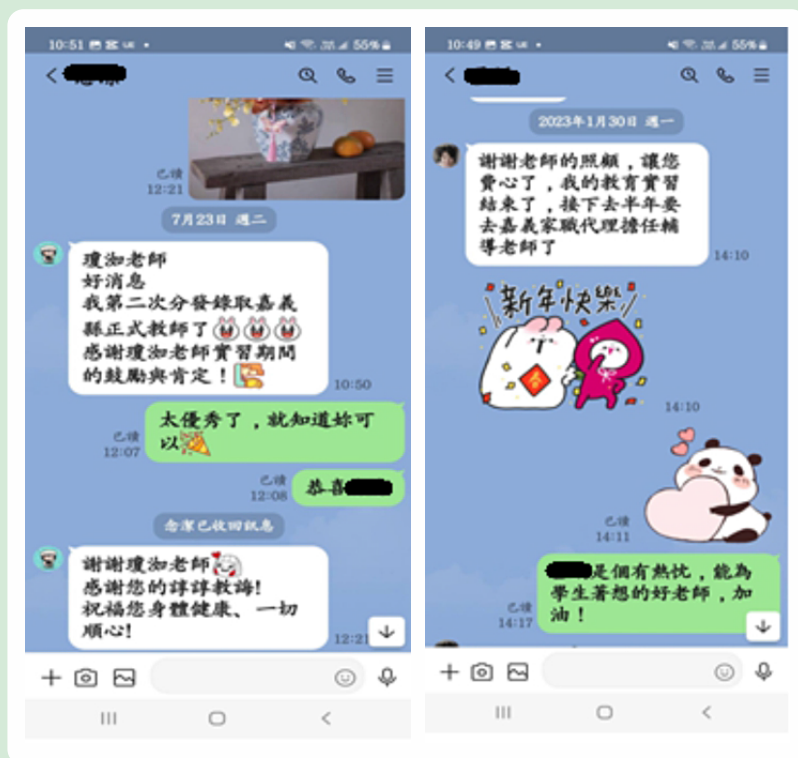 10:51
55%
已讀
12:21
7月23日 週二
瓊洳老師
好消息
我第二次分發錄取嘉義
縣正式教師了
感謝瓊洳老師實習期間
的鼓勵與肯定！
10:50
太優秀了，就知道妳可
以
已讀
12:07
恭喜
已讀
12:08
念潔已收回訊息
謝謝瓊洳老師
感謝您的諄諄教誨!
祝福您身體健康、一切
順心!
12:21
10:49
55%
2023年1月30日 週一
謝謝老師的照顧，讓您
費心了，我的教育實習
結束了，接下去半年要
去嘉義家職代理擔任輔
導老師了
14:10
新年快樂
春
14:10
已讀
14:11
是個有熱忱，能為
學生著想的好老師，加
油！
已讀
14:17